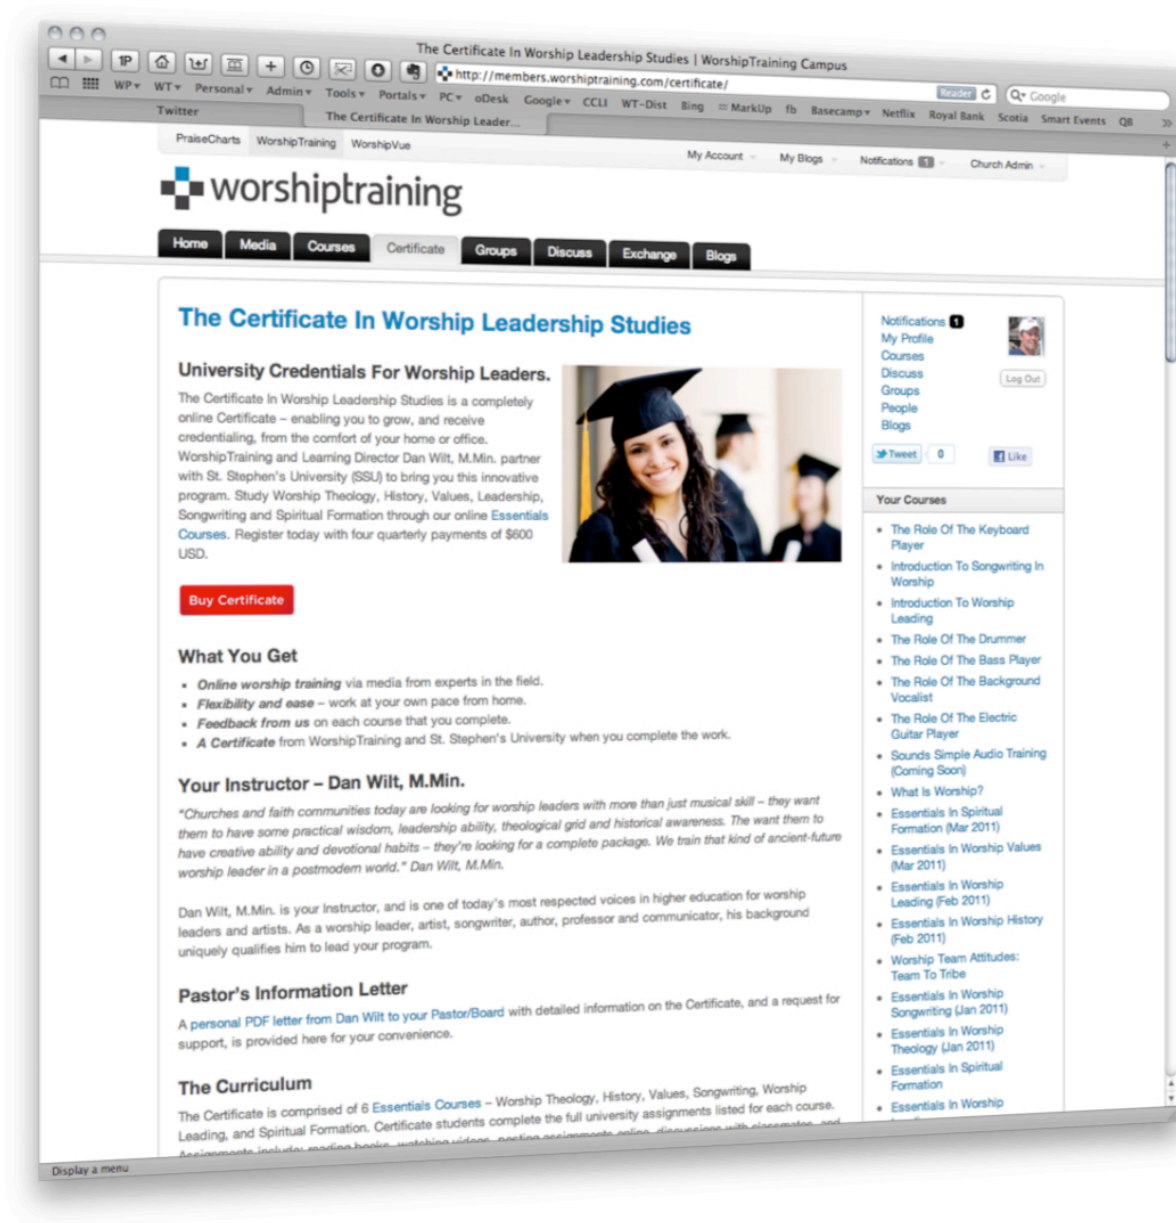 The Certificate In Worship Leadership Studies | WorshipTraining Campus
1P
http://members.worshiptraining.com/certificate/
Reader
Google
WP WT Personal Admin Tools Portals PC oDesk Google CCLI WT-Dist Bing = MarkUp fb Basecamp Netflix Royal Bank Scotia Smart Events QB
Twitter
The Certificate In Worship Leader...
PraiseCharts WorshipTraining WorshipVue
My Account My Blogs Notifications 1 Church Admin
worshiptraining
Home Media Courses Certificate Groups Discuss Exchange Blogs
The Certificate In Worship Leadership Studies
University Credentials For Worship Leaders.
The Certificate In Worship Leadership Studies is a completely
online Certificate – enabling you to grow, and receive
credentialing, from the comfort of your home or office.
WorshipTraining and Learning Director Dan Wilt, M.Min. partner
with St. Stephen's University (SSU) to bring you this innovative
program. Study Worship Theology, History, Values, Leadership,
Songwriting and Spiritual Formation through our online Essentials
Courses. Register today with four quarterly payments of $600
USD.
Buy Certificate
What You Get
Online worship training via media from experts in the field.
Flexibility and ease – work at your own pace from home.
Feedback from us on each course that you complete.
A Certificate from WorshipTraining and St. Stephen's University when you complete the work.
Your Instructor – Dan Wilt, M.Min.
"Churches and faith communities today are looking for worship leaders with more than just musical skill – they want
them to have some practical wisdom, leadership ability, theological grid and historical awareness. The want them to
have creative ability and devotional habits – they're looking for a complete package. We train that kind of ancient-future
worship leader in a postmodern world." Dan Wilt, M.Min.
Dan Wilt, M.Min. is your Instructor, and is one of today's most respected voices in higher education for worship
leaders and artists. As a worship leader, artist, songwriter, author, professor and communicator, his background
uniquely qualifies him to lead your program.
Pastor's Information Letter
A personal PDF letter from Dan Wilt to your Pastor/Board with detailed information on the Certificate, and a request for
support, is provided here for your convenience.
The Curriculum
The Certificate is comprised of 6 Essentials Courses – Worship Theology, History, Values, Songwriting, Worship
Leading, and Spiritual Formation. Certificate students complete the full university assignments listed for each course.
Assignments include: reading books, watching videos, posting assignments online, discussions with classmates, and
Notifications 1
My Profile
Courses
Discuss
Groups
People
Blogs
Log Out
Tweet 0
Like
Your Courses
The Role Of The Keyboard
Player
Introduction To Songwriting In
Worship
Introduction To Worship
Leading
The Role Of The Drummer
The Role Of The Bass Player
The Role Of The Background
Vocalist
The Role Of The Electric
Guitar Player
Sounds Simple Audio Training
(Coming Soon)
What Is Worship?
Essentials In Spiritual
Formation (Mar 2011)
Essentials In Worship Values
(Mar 2011)
Essentials In Worship
Leading (Feb 2011)
Essentials In Worship History
(Feb 2011)
Worship Team Attitudes:
Team To Tribe
Essentials In Worship
Songwriting (Jan 2011)
Essentials In Worship
Theology (Jan 2011)
Essentials In Spiritual
Formation
Essentials In Worship
Display a menu